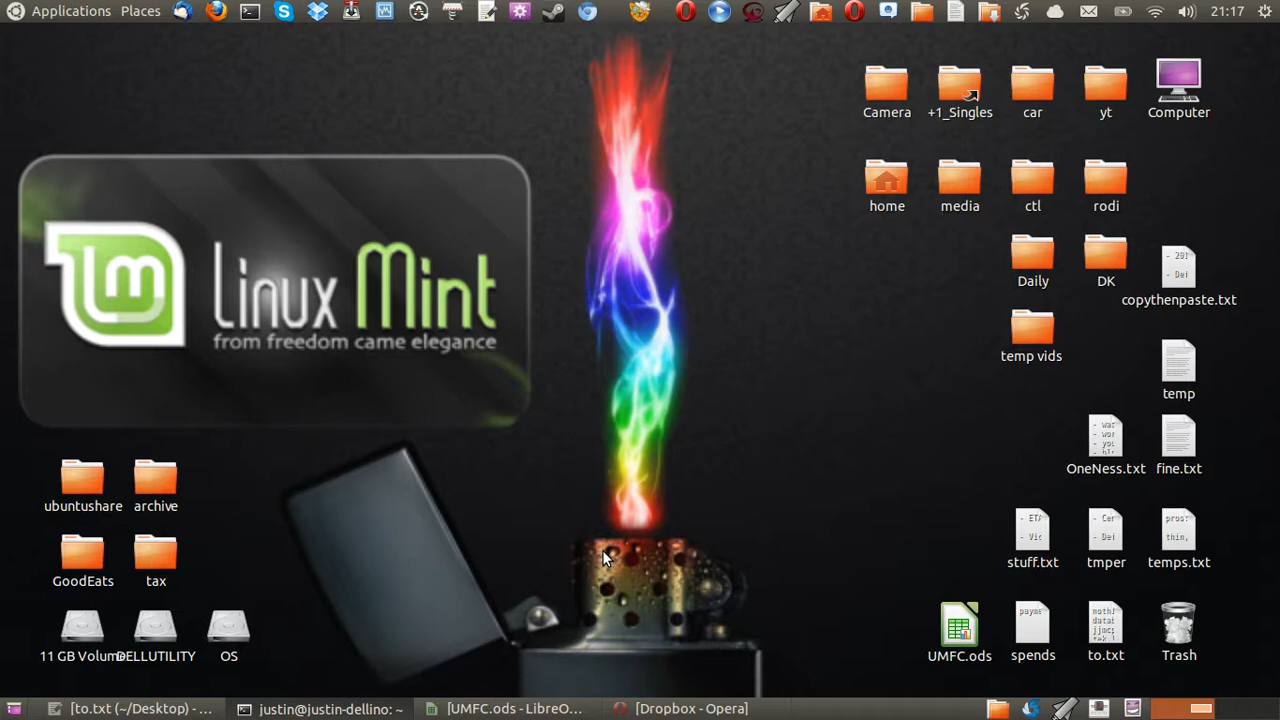 Applications Places 21:17
Camera +1_Singles car yt Computer
home media ctl rodi
Linux Mint
from freedom came elegance
Daily DK
copythenpaste.txt
temp vids
temp
OneNess.txt fine.txt
ubuntushare archive
stuff.txt tmper temps.txt
GoodEats tax
11 GB Volume DELLUTILITY OS
UMFC.ods spends to.txt Trash
[to.txt (~/Desktop) - ... justin@justin-dellino: ~ [UMFC.ods - LibreO... [Dropbox - Opera]